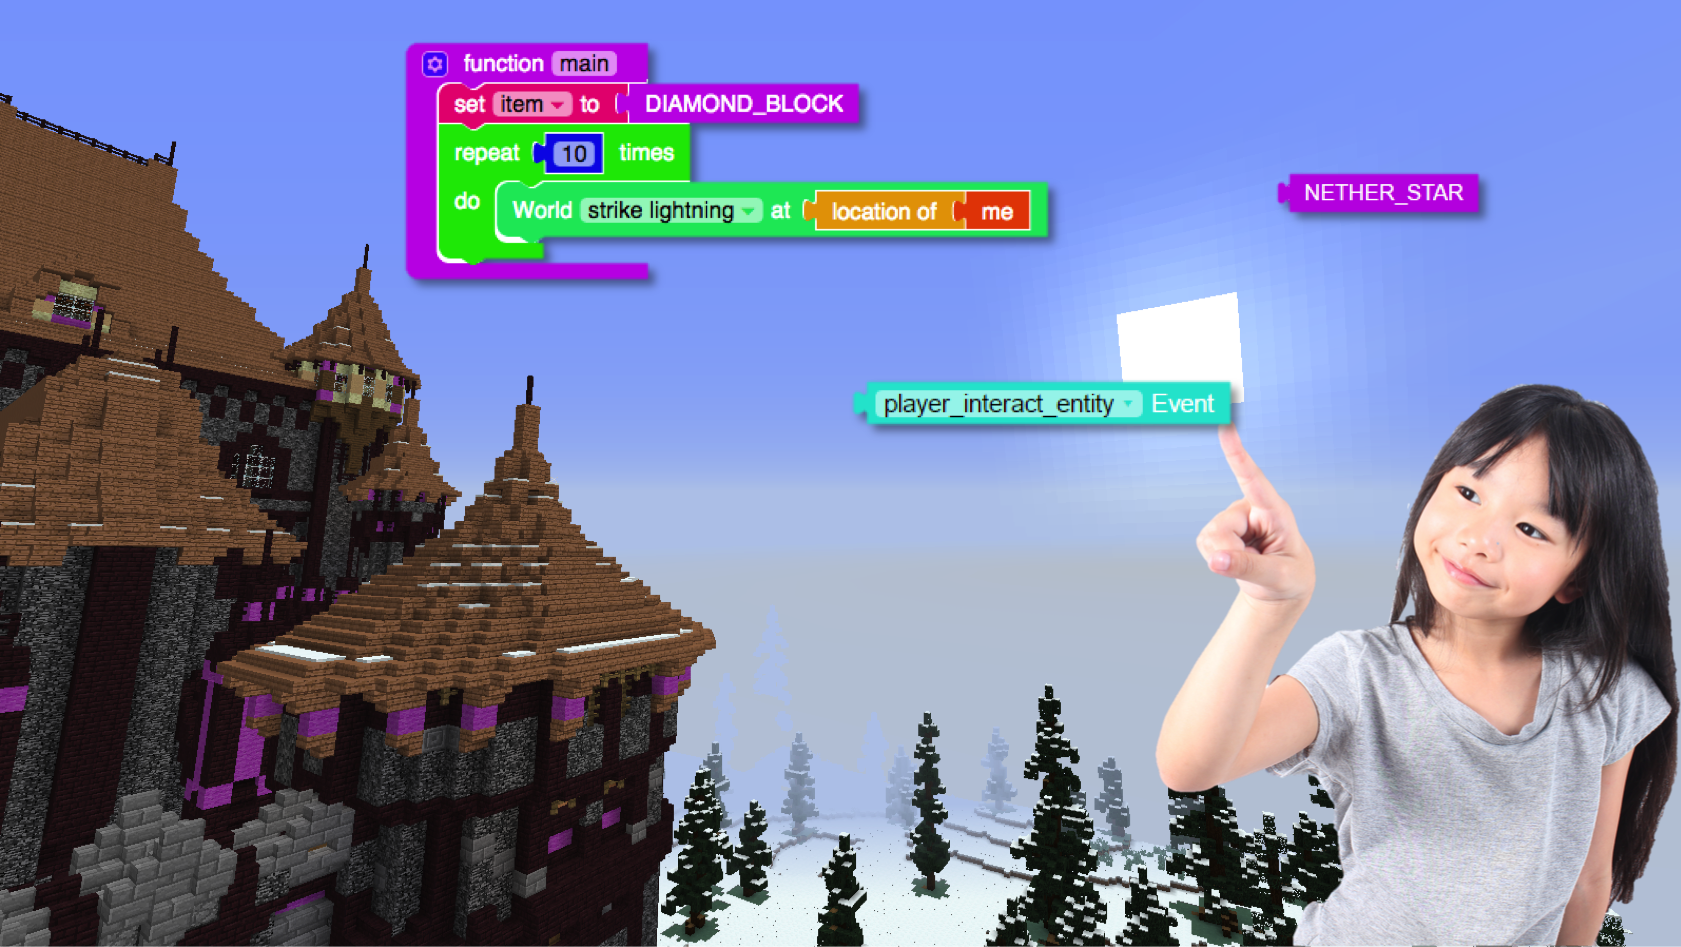 function main
set item to DIAMOND_BLOCK
repeat 10 times
do World strike lightning at location of me
NETHER_STAR
player_interact_entity Event